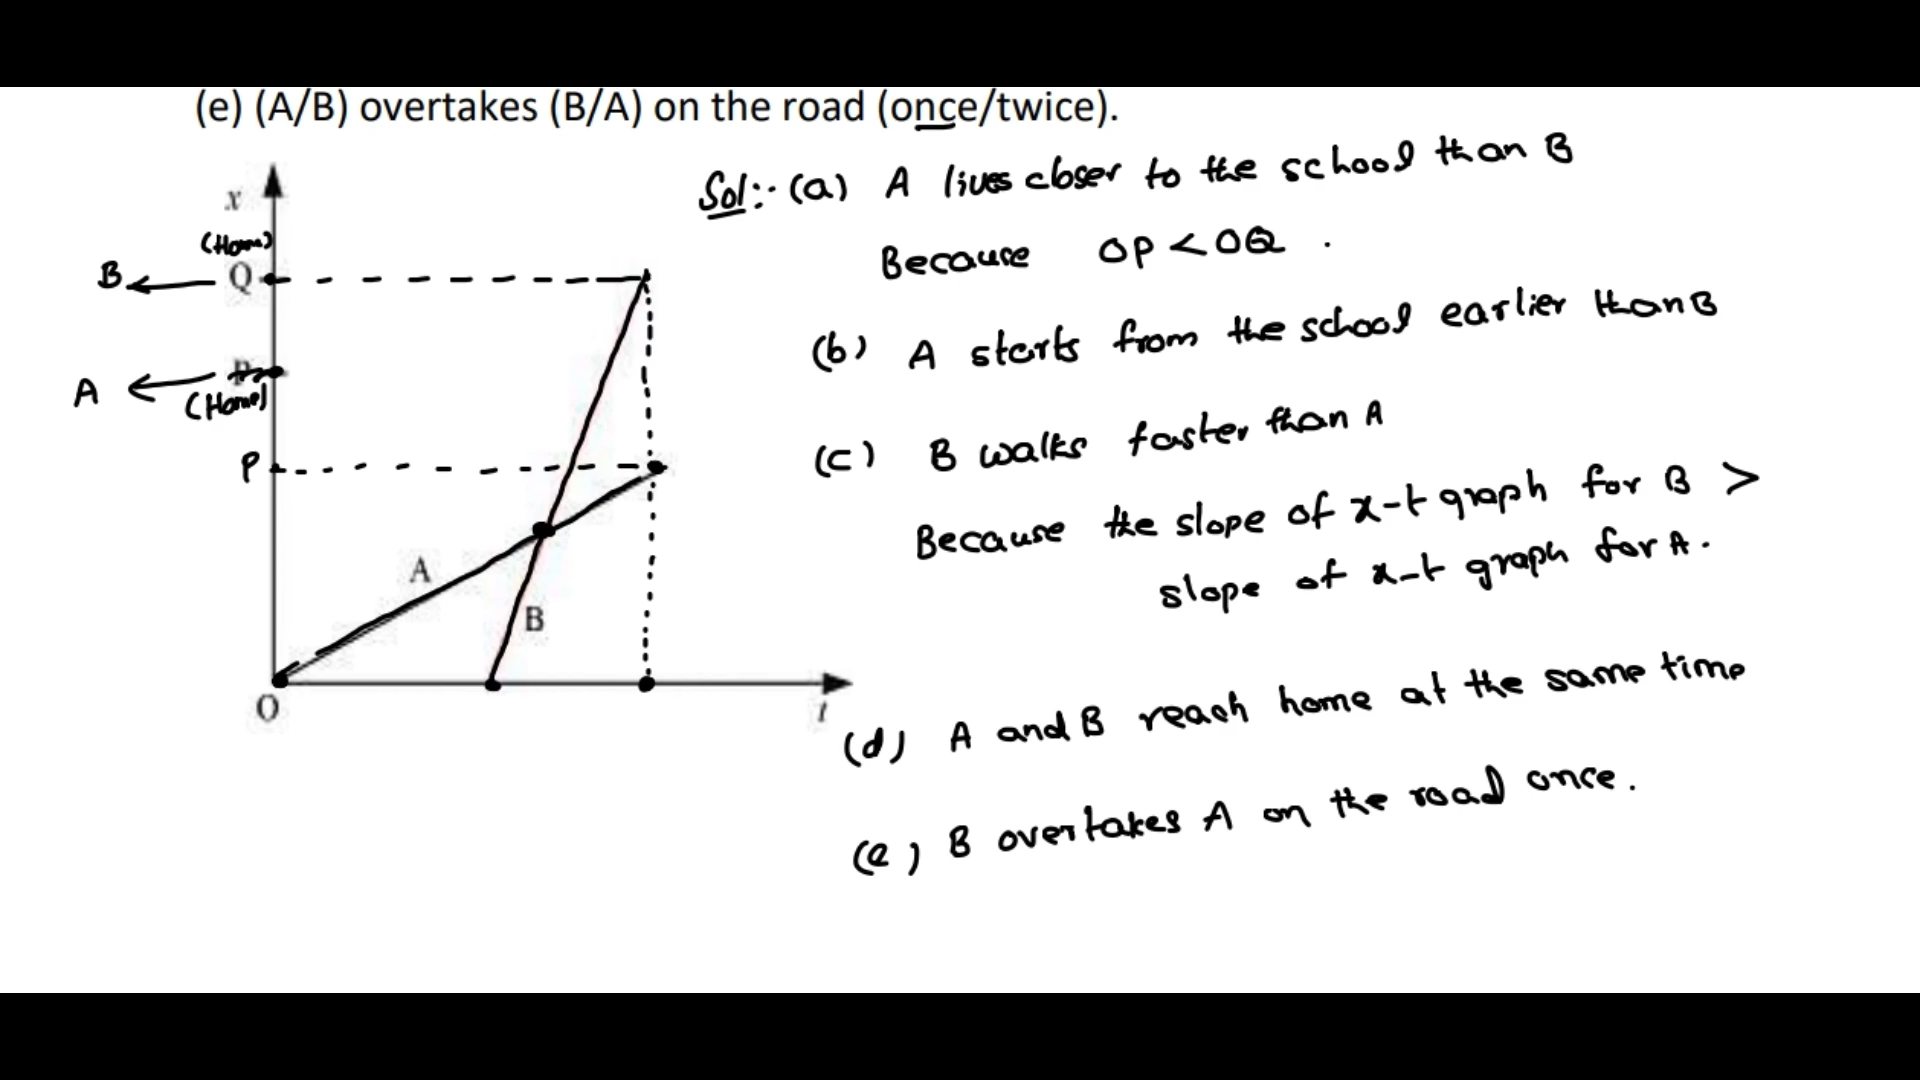 (e) (A/B) overtakes (B/A) on the road (once/twice).
x
(Home)
B Q
P
A (Home)
P
A
B
O
t
Sol:- (a) A lives closer to the school than B
Because OP < OQ .
(b) A starts from the school earlier than B
(c) B walks faster than A
Because the slope of x-t graph for B >
slope of x-t graph for A.
(d) A and B reach home at the same time
(e) B overtakes A on the road once.